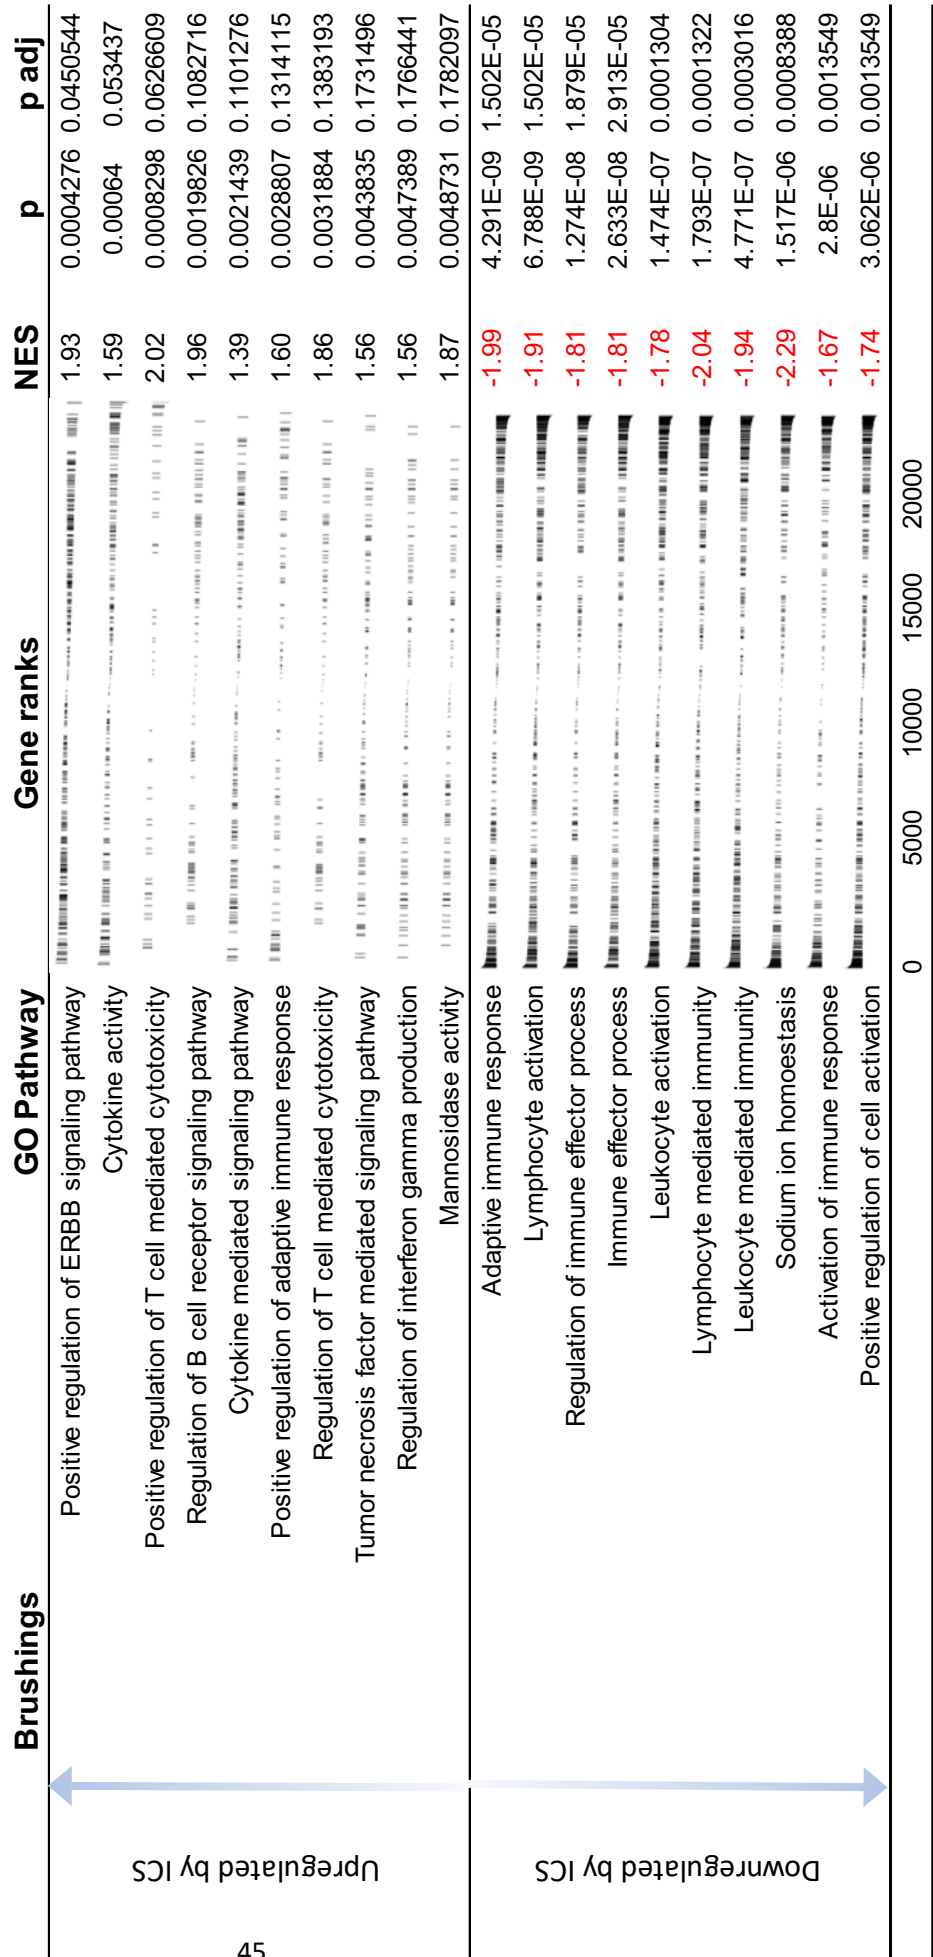 Brushings GO Pathway Gene ranks NES p p adj
Upregulated by ICS
Positive regulation of ERBB signaling pathway 1.93 0.0004276 0.0450544
Cytokine activity 1.59 0.00064 0.053437
Positive regulation of T cell mediated cytotoxicity 2.02 0.0008298 0.0626609
Regulation of B cell receptor signaling pathway 1.96 0.0019826 0.1082716
Cytokine mediated signaling pathway 1.39 0.0021439 0.1101276
Positive regulation of adaptive immune response 1.60 0.0028807 0.1314115
Regulation of T cell mediated cytotoxicity 1.86 0.0031884 0.1383193
Tumor necrosis factor mediated signaling pathway 1.56 0.0043835 0.1731496
Regulation of interferon gamma production 1.56 0.0047389 0.1766441
Mannosidase activity 1.87 0.0048731 0.1782097
Downregulated by ICS
Adaptive immune response -1.99 4.291E-09 1.502E-05
Lymphocyte activation -1.91 6.788E-09 1.502E-05
Regulation of immune effector process -1.81 1.274E-08 1.879E-05
Immune effector process -1.81 2.633E-08 2.913E-05
Leukocyte activation -1.78 1.474E-07 0.0001304
Lymphocyte mediated immunity -2.04 1.793E-07 0.0001322
Leukocyte mediated immunity -1.94 4.771E-07 0.0003016
Sodium ion homoestasis -2.29 1.517E-06 0.0008388
Activation of immune response -1.67 2.8E-06 0.0013549
Positive regulation of cell activation -1.74 3.062E-06 0.0013549
0 5000 10000 15000 20000
45